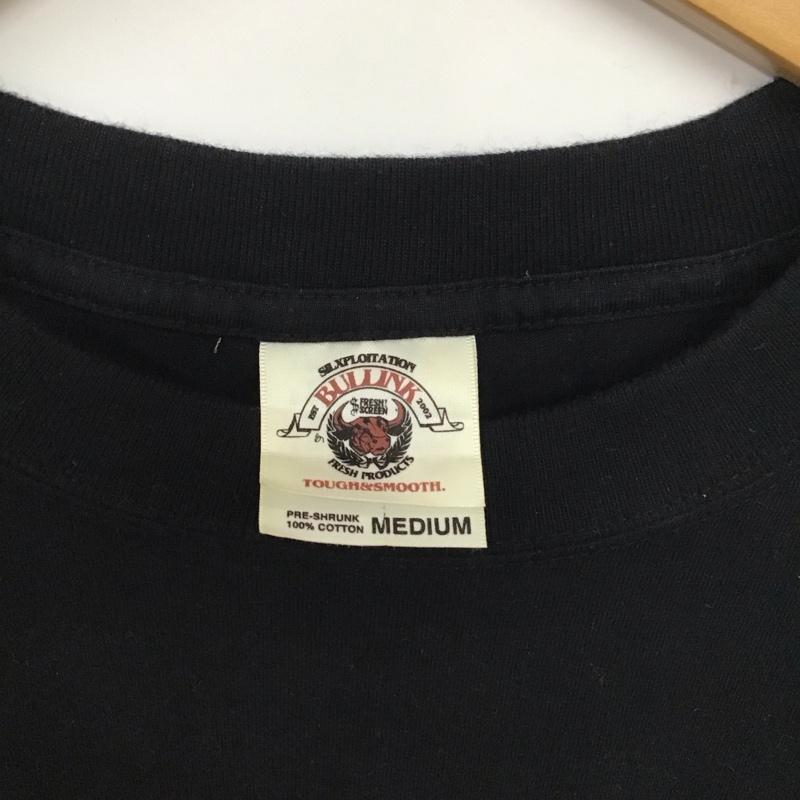 SILXPLOITATION
BULLINK
EST 2002
$ FRESH!
SCREEN
FRESH PRODUCTS
TOUGH&SMOOTH.
PRE-SHRUNK
100% COTTON MEDIUM